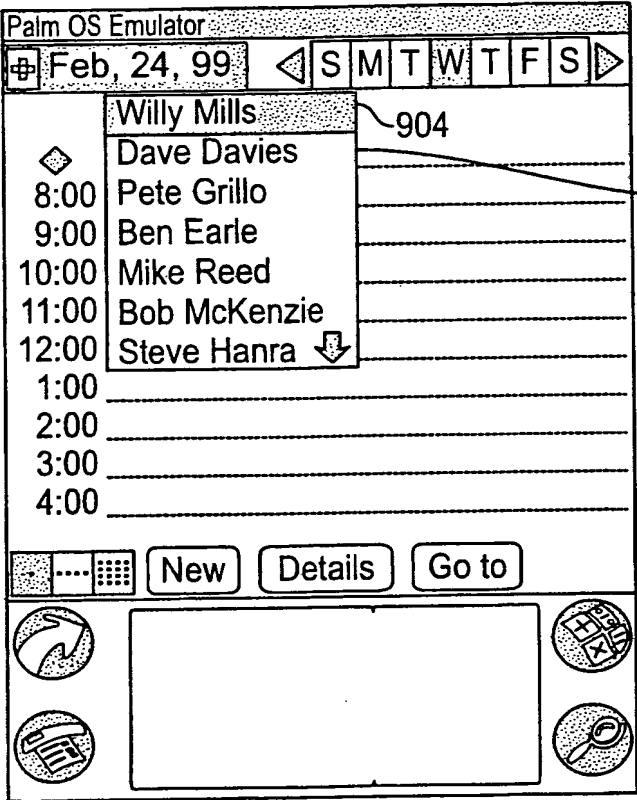 Palm OS Emulator
Feb, 24, 99 S M T W T F S
Willy Mills 904
Dave Davies
8:00 Pete Grillo
9:00 Ben Earle
10:00 Mike Reed
11:00 Bob McKenzie
12:00 Steve Hanra
1:00
2:00
3:00
4:00
New Details Go to